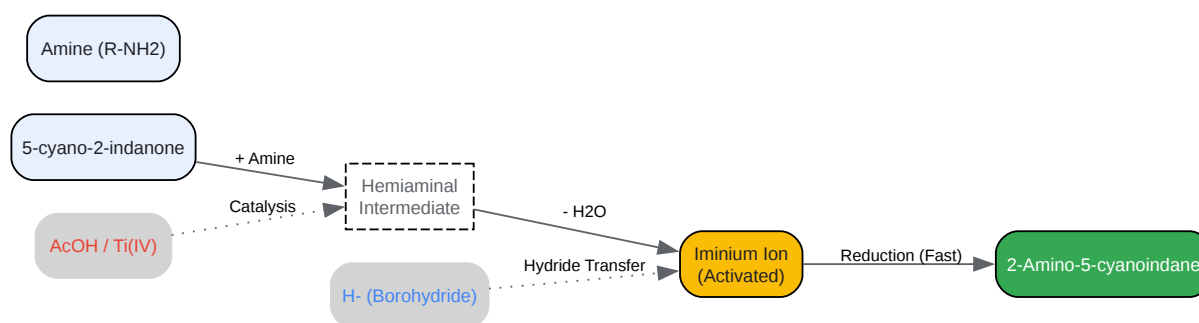 Amine (R-NH2)
5-cyano-2-indanone
+ Amine
Hemiaminal
Intermediate
Catalysis
AcOH / Ti(IV)
- H2O
Hydride Transfer
H- (Borohydride)
Iminium Ion
(Activated)
Reduction (Fast)
2-Amino-5-cyanoindane